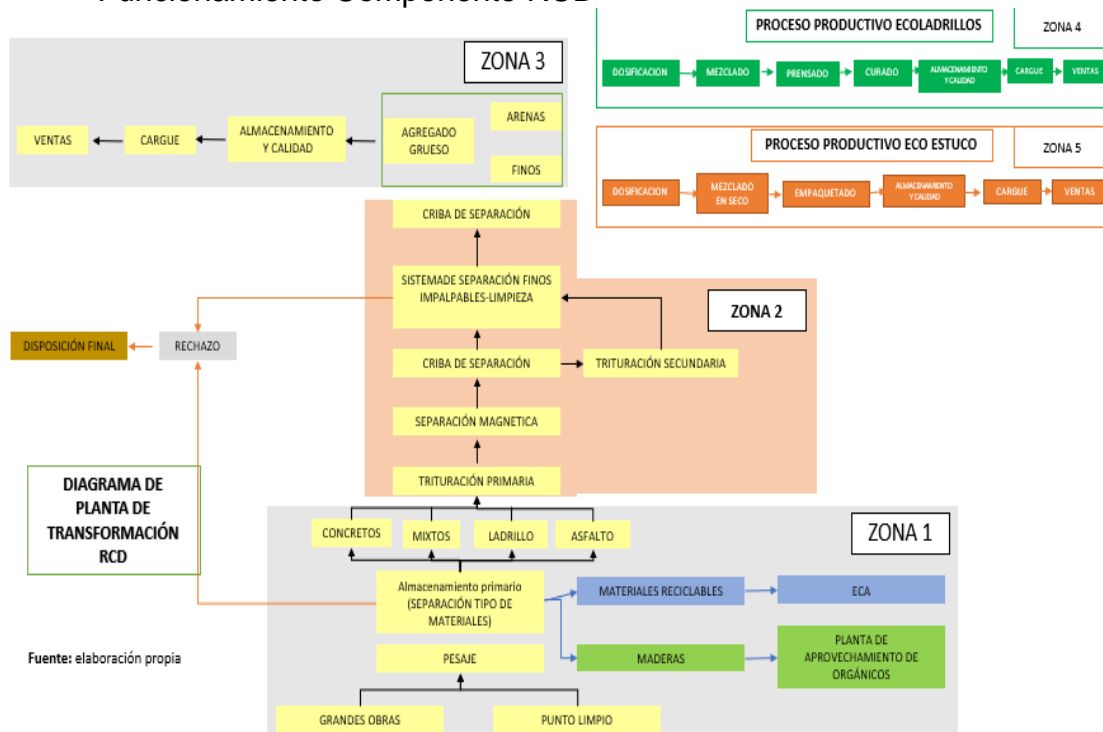 Funcionamiento Componente RCD
PROCESO PRODUCTIVO ECOLADRILLOS
ZONA 4
DOSIFICACION
MEZCLADO
PRENSADO
CURADO
ALMACENAMIENTO
Y CALIDAD
CARGUE
VENTAS
ZONA 3
VENTAS
CARGUE
ALMACENAMIENTO
Y CALIDAD
AGREGADO
GRUESO
ARENAS
FINOS
PROCESO PRODUCTIVO ECO ESTUCO
ZONA 5
DOSIFICACION
MEZCLADO
EN SECO
EMPAQUETADO
ALMACENAMIENTO
Y CALIDAD
CARGUE
VENTAS
CRIBA DE SEPARACIÓN
SISTEMADE SEPARACIÓN FINOS
IMPALPABLES-LIMPIEZA
ZONA 2
DISPOSICIÓN FINAL
RECHAZO
CRIBA DE SEPARACIÓN
TRITURACIÓN SECUNDARIA
SEPARACIÓN MAGNETICA
TRITURACIÓN PRIMARIA
DIAGRAMA DE
PLANTA DE
TRANSFORMACIÓN
RCD
ZONA 1
CONCRETOS
MIXTOS
LADRILLO
ASFALTO
Almacenamiento primario
(SEPARACIÓN TIPO DE
MATERIALES)
MATERIALES RECICLABLES
ECA
Fuente: elaboración propia
PESAJE
MADERAS
PLANTA DE
APROVECHAMIENTO DE
ORGÁNICOS
GRANDES OBRAS
PUNTO LIMPIO